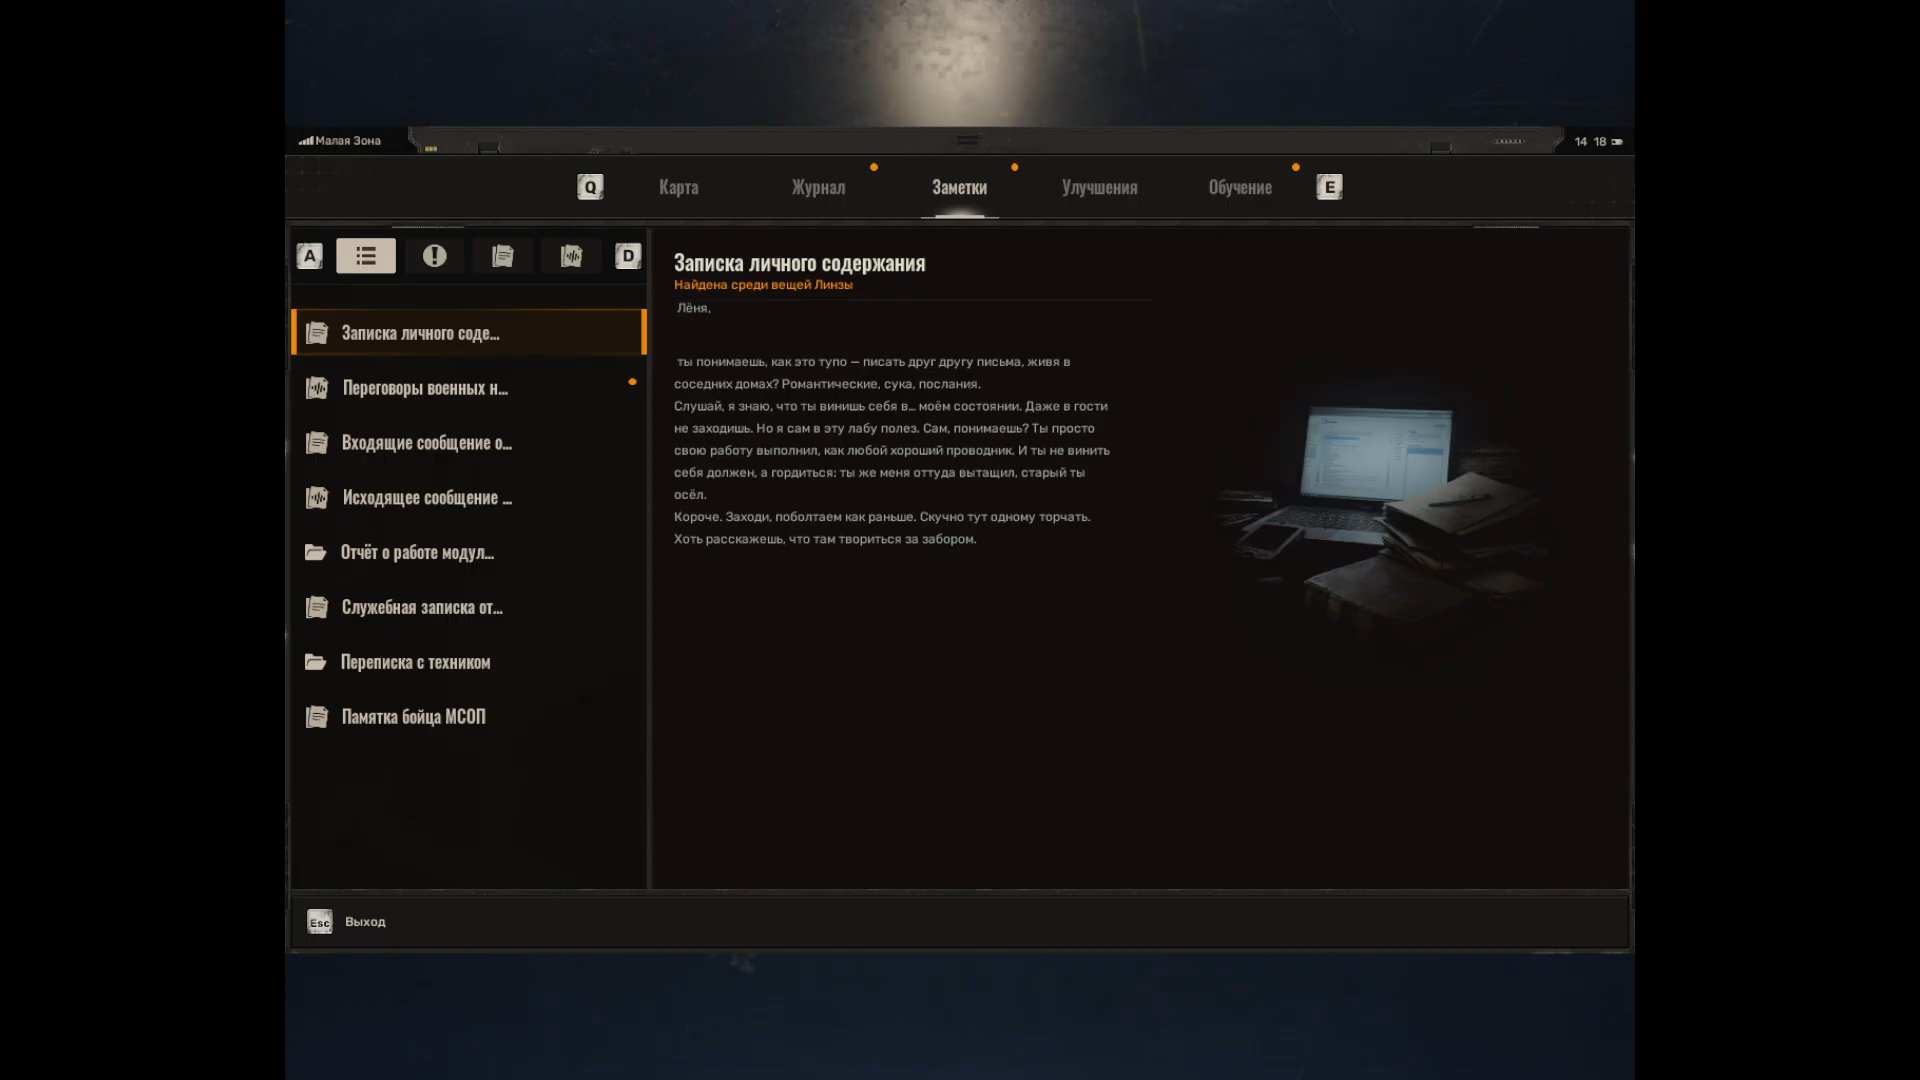 Малая Зона
14 18
Q Карта Журнал Заметки Улучшения Обучение E
A D
Записка личного соде...
Переговоры военных н...
Входящие сообщение о...
Исходящее сообщение ...
Отчёт о работе модул...
Служебная записка от...
Переписка с техником
Памятка бойца МСОП
Записка личного содержания
Найдена среди вещей Линзы
Лёня,
ты понимаешь, как это тупо — писать друг другу письма, живя в
соседних домах? Романтические, сука, послания.
Слушай, я знаю, что ты винишь себя в... моём состоянии. Даже в гости
не заходишь. Но я сам в эту лабу полез. Сам, понимаешь? Ты просто
свою работу выполнил, как любой хороший проводник. И ты не винить
себя должен, а гордиться: ты же меня оттуда вытащил, старый ты
осёл.
Короче. Заходи, поболтаем как раньше. Скучно тут одному торчать.
Хоть расскажешь, что там твориться за забором.
Esc Выход